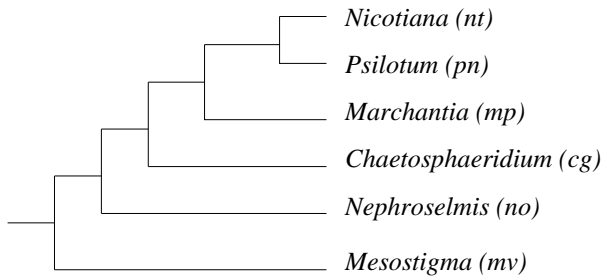 Nicotiana (nt)
Psilotum (pn)
Marchantia (mp)
Chaetosphaeridium (cg)
Nephroselmis (no)
Mesostigma (mv)